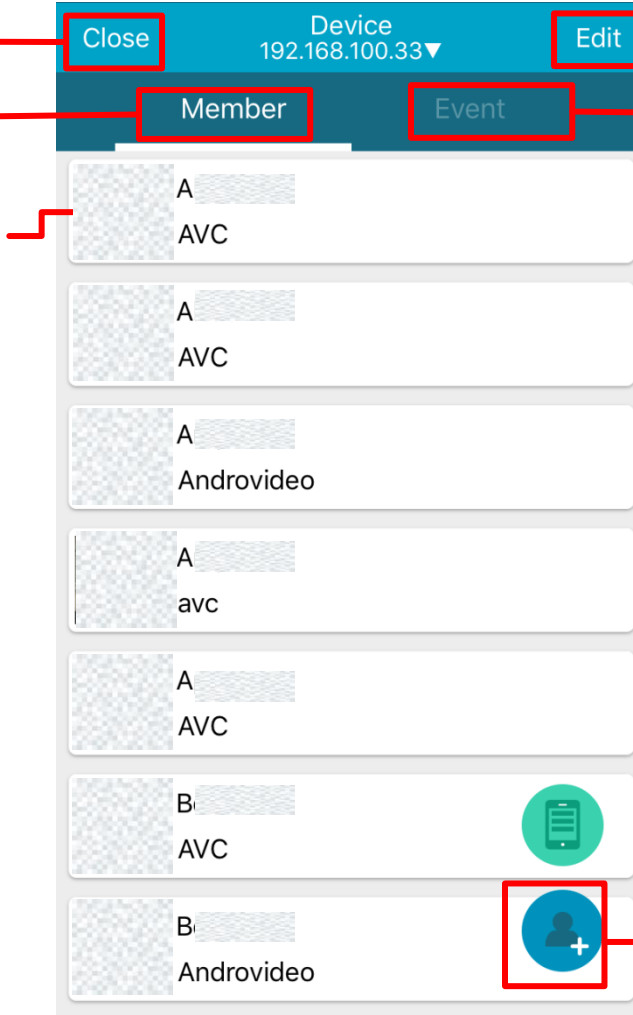 Close
Device
Edit
192.168.100.33▼
Member
Event
A
AVC
A
AVC
A
Androvideo
A
avc
A
AVC
B
AVC
B
Androvideo